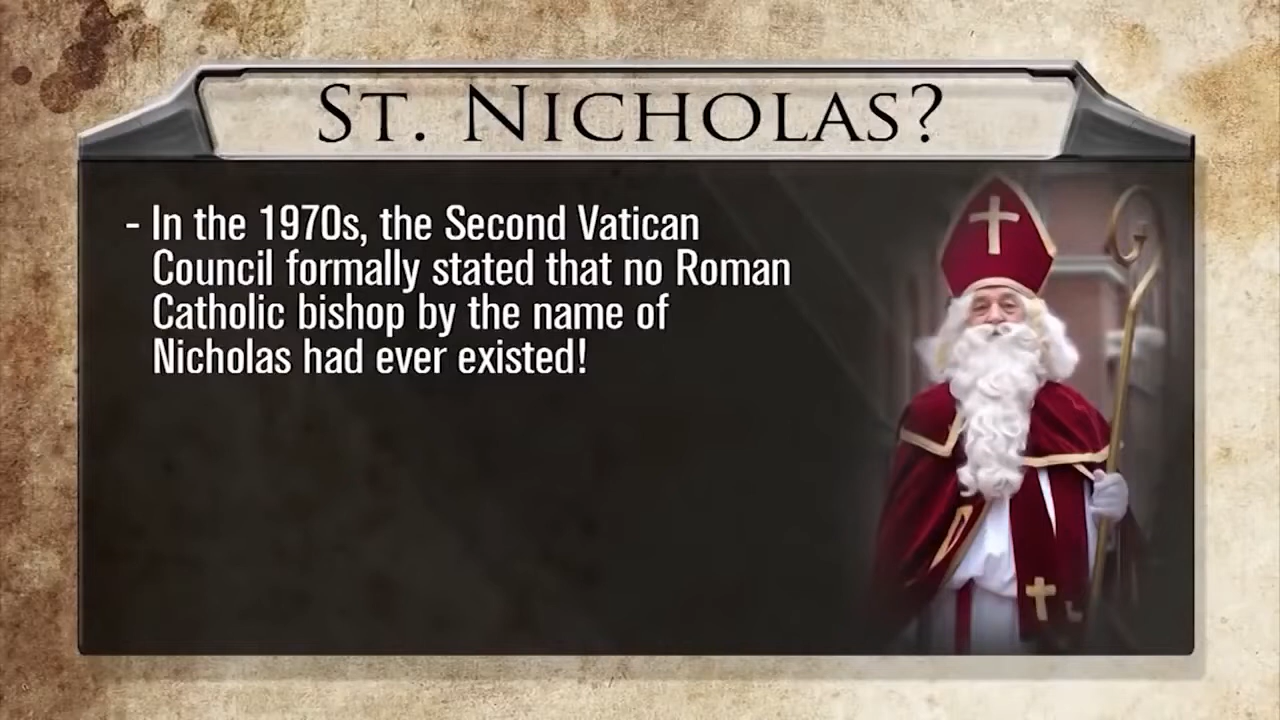 ST. NICHOLAS?
- In the 1970s, the Second Vatican
Council formally stated that no Roman
Catholic bishop by the name of
Nicholas had ever existed!